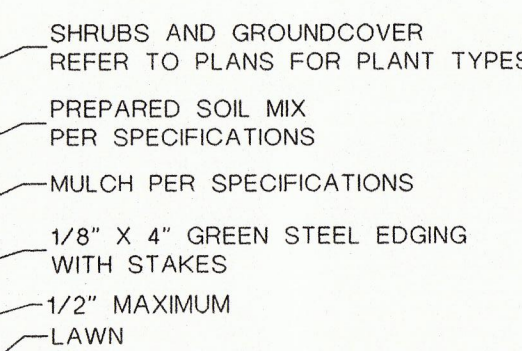 SHRUBS AND GROUNDCOVER
REFER TO PLANS FOR PLANT TYPES
PREPARED SOIL MIX
PER SPECIFICATIONS
MULCH PER SPECIFICATIONS
1/8" X 4" GREEN STEEL EDGING
WITH STAKES
1/2" MAXIMUM
LAWN